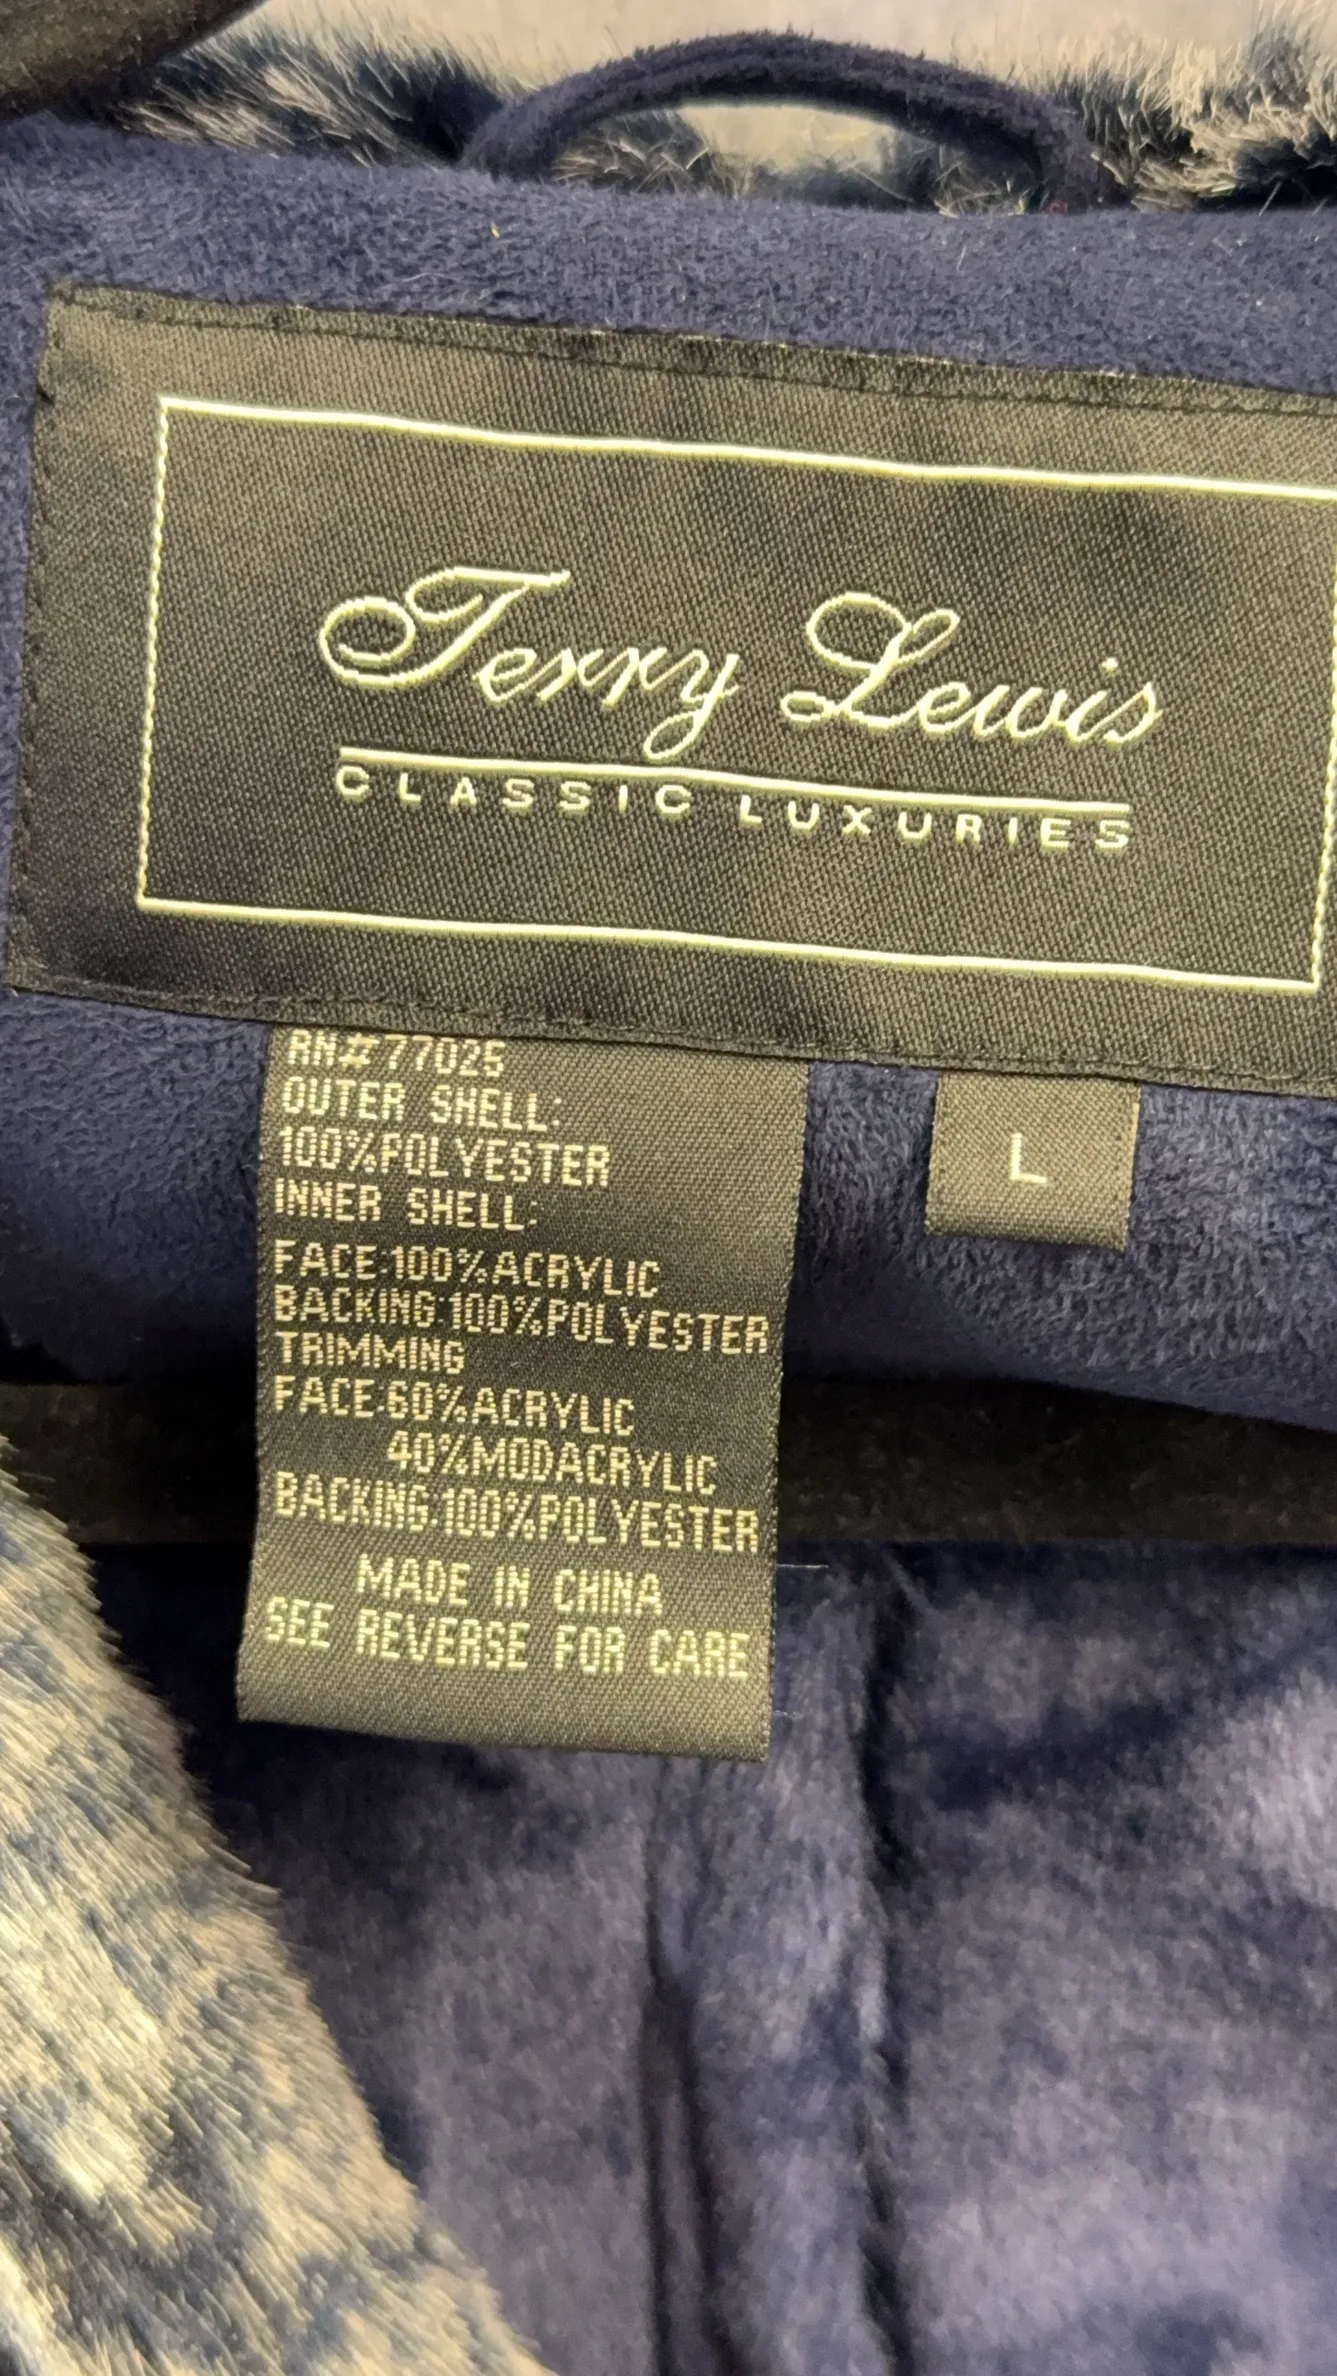 Terry Lewis
CLASSIC LUXURIES
L
RN#77025
OUTER SHELL:
100%POLYESTER
INNER SHELL:
FACE:100%ACRYLIC
BACKING:100%POLYESTER
TRIMMING
FACE:60%ACRYLIC
40%MODACRYLIC
BACKING:100%POLYESTER
MADE IN CHINA
SEE REVERSE FOR CARE